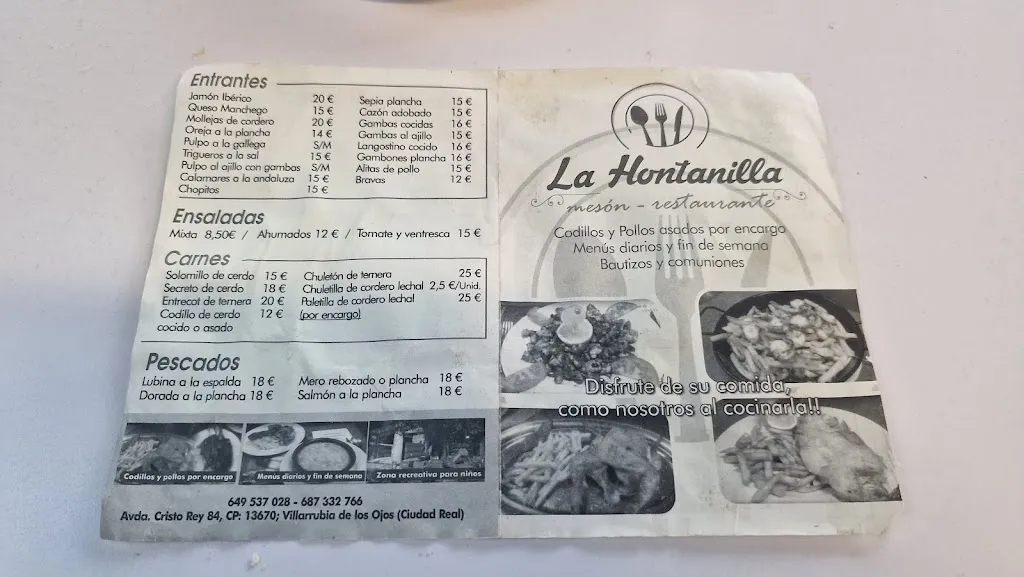 Entrantes
Jamón Ibérico 20 €
Queso Manchego 15 €
Mollejas de cordero 20 €
Oreja a la plancha 14 €
Pulpo a la gallega S/M
Trigueros a la sal 15 €
Pulpo al ajillo con gambas S/M
Calamares a la andaluza 15 €
Chopitos 15 €
Sepia plancha 15 €
Cazón adobado 15 €
Gambas cocidas 16 €
Gambas al ajillo 15 €
Langostino cocido 16 €
Gambones plancha 16 €
Alitas de pollo 15 €
Bravas 12 €
Ensaladas
Mixta 8,50€ / Ahumados 12 € / Tomate y ventresca 15 €
Carnes
Solomillo de cerdo 15 €
Secreto de cerdo 18 €
Entrecot de ternera 20 €
Codillo de cerdo 12 €
cocido o asado
Chuletón de ternera 25 €
Chuletilla de cordero lechal 2,5 €/Unid.
Paletilla de cordero lechal 25 €
(por encargo)
Pescados
Lubina a la espalda 18 €
Dorada a la plancha 18 €
Mero rebozado o plancha 18 €
Salmón a la plancha 18 €
Codillos y pollos por encargo
Menús diarios y fin de semana
Zona recreativa para niños
649 537 028 - 687 332 766
Avda. Cristo Rey 84, CP: 13670; Villarrubia de los Ojos (Ciudad Real)
La Hontanilla
mesón - restaurante
Codillos y Pollos asados por encargo
Menús diarios y fin de semana
Bautizos y comuniones
Disfrute de su comida,
como nosotros al cocinarla!!